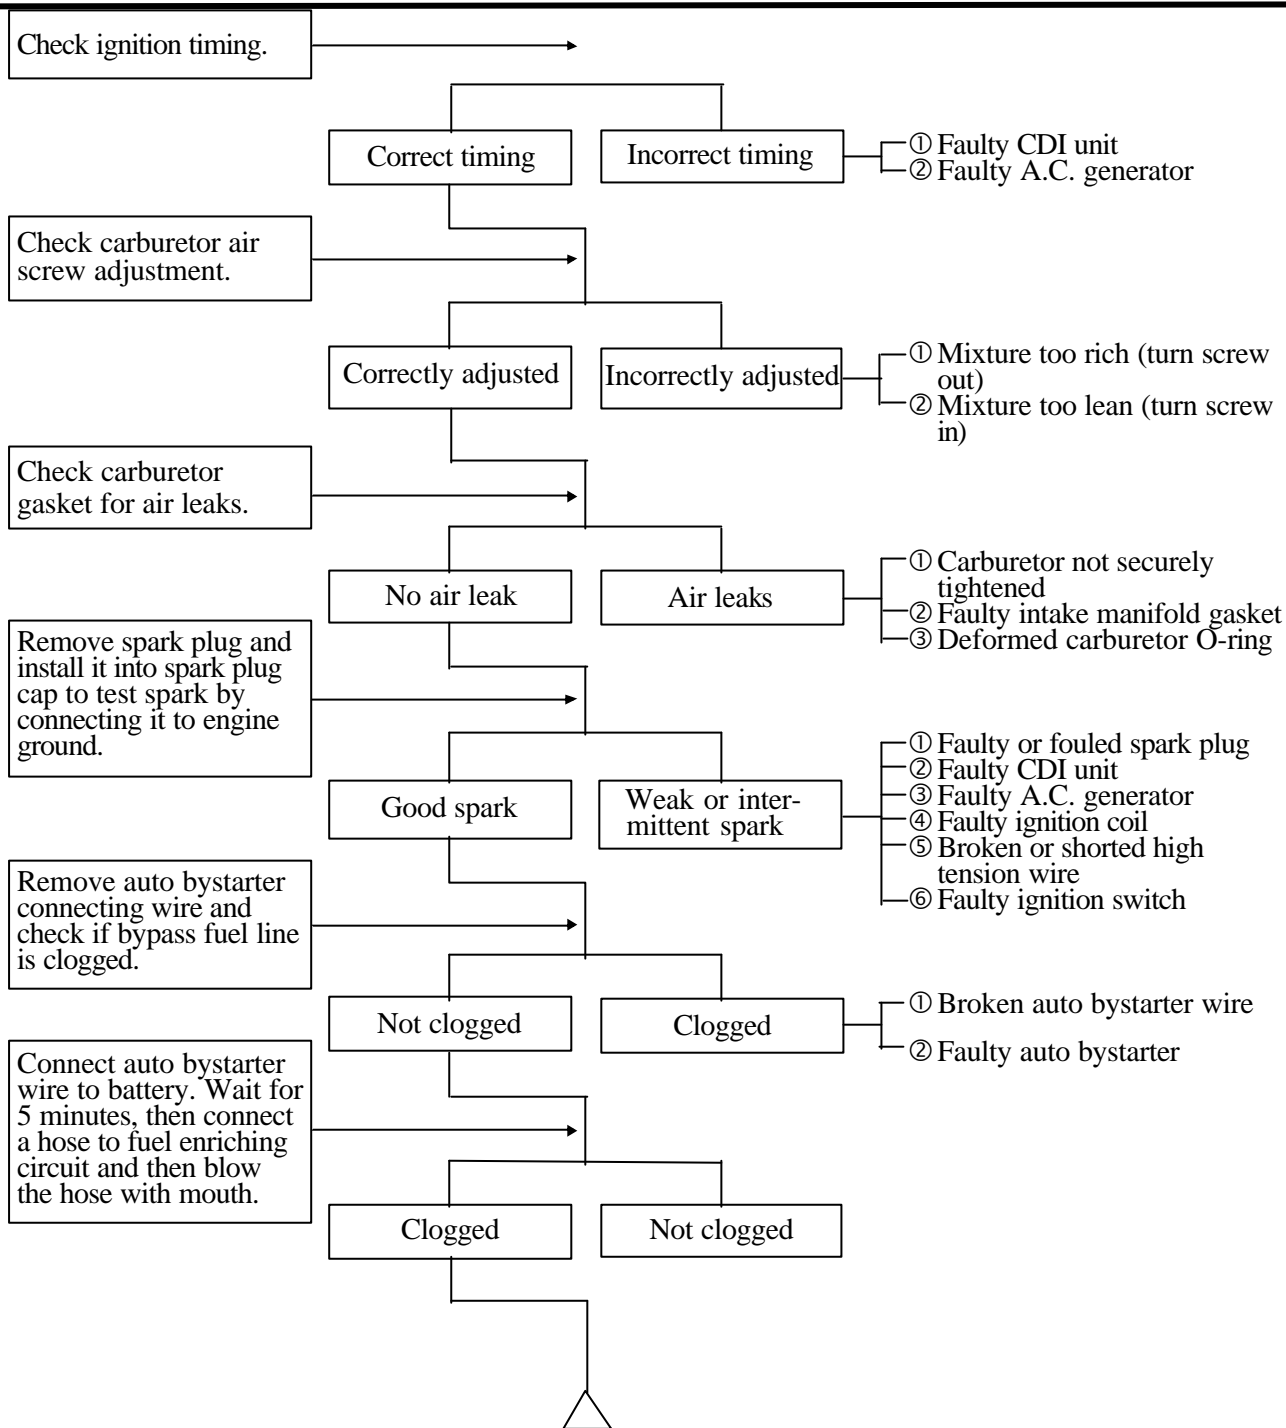 Check ignition timing.
Correct timing
Incorrect timing
① Faulty CDI unit
② Faulty A.C. generator
Check carburetor air
screw adjustment.
Correctly adjusted
Incorrectly adjusted
① Mixture too rich (turn screw
out)
② Mixture too lean (turn screw
in)
Check carburetor
gasket for air leaks.
No air leak
Air leaks
① Carburetor not securely
tightened
② Faulty intake manifold gasket
③ Deformed carburetor O-ring
Remove spark plug and
install it into spark plug
cap to test spark by
connecting it to engine
ground.
Good spark
Weak or inter-
mittent spark
① Faulty or fouled spark plug
② Faulty CDI unit
③ Faulty A.C. generator
④ Faulty ignition coil
⑤ Broken or shorted high
tension wire
⑥ Faulty ignition switch
Remove auto bystarter
connecting wire and
check if bypass fuel line
is clogged.
Not clogged
Clogged
① Broken auto bystarter wire
② Faulty auto bystarter
Connect auto bystarter
wire to battery. Wait for
5 minutes, then connect
a hose to fuel enriching
circuit and then blow
the hose with mouth.
Clogged
Not clogged